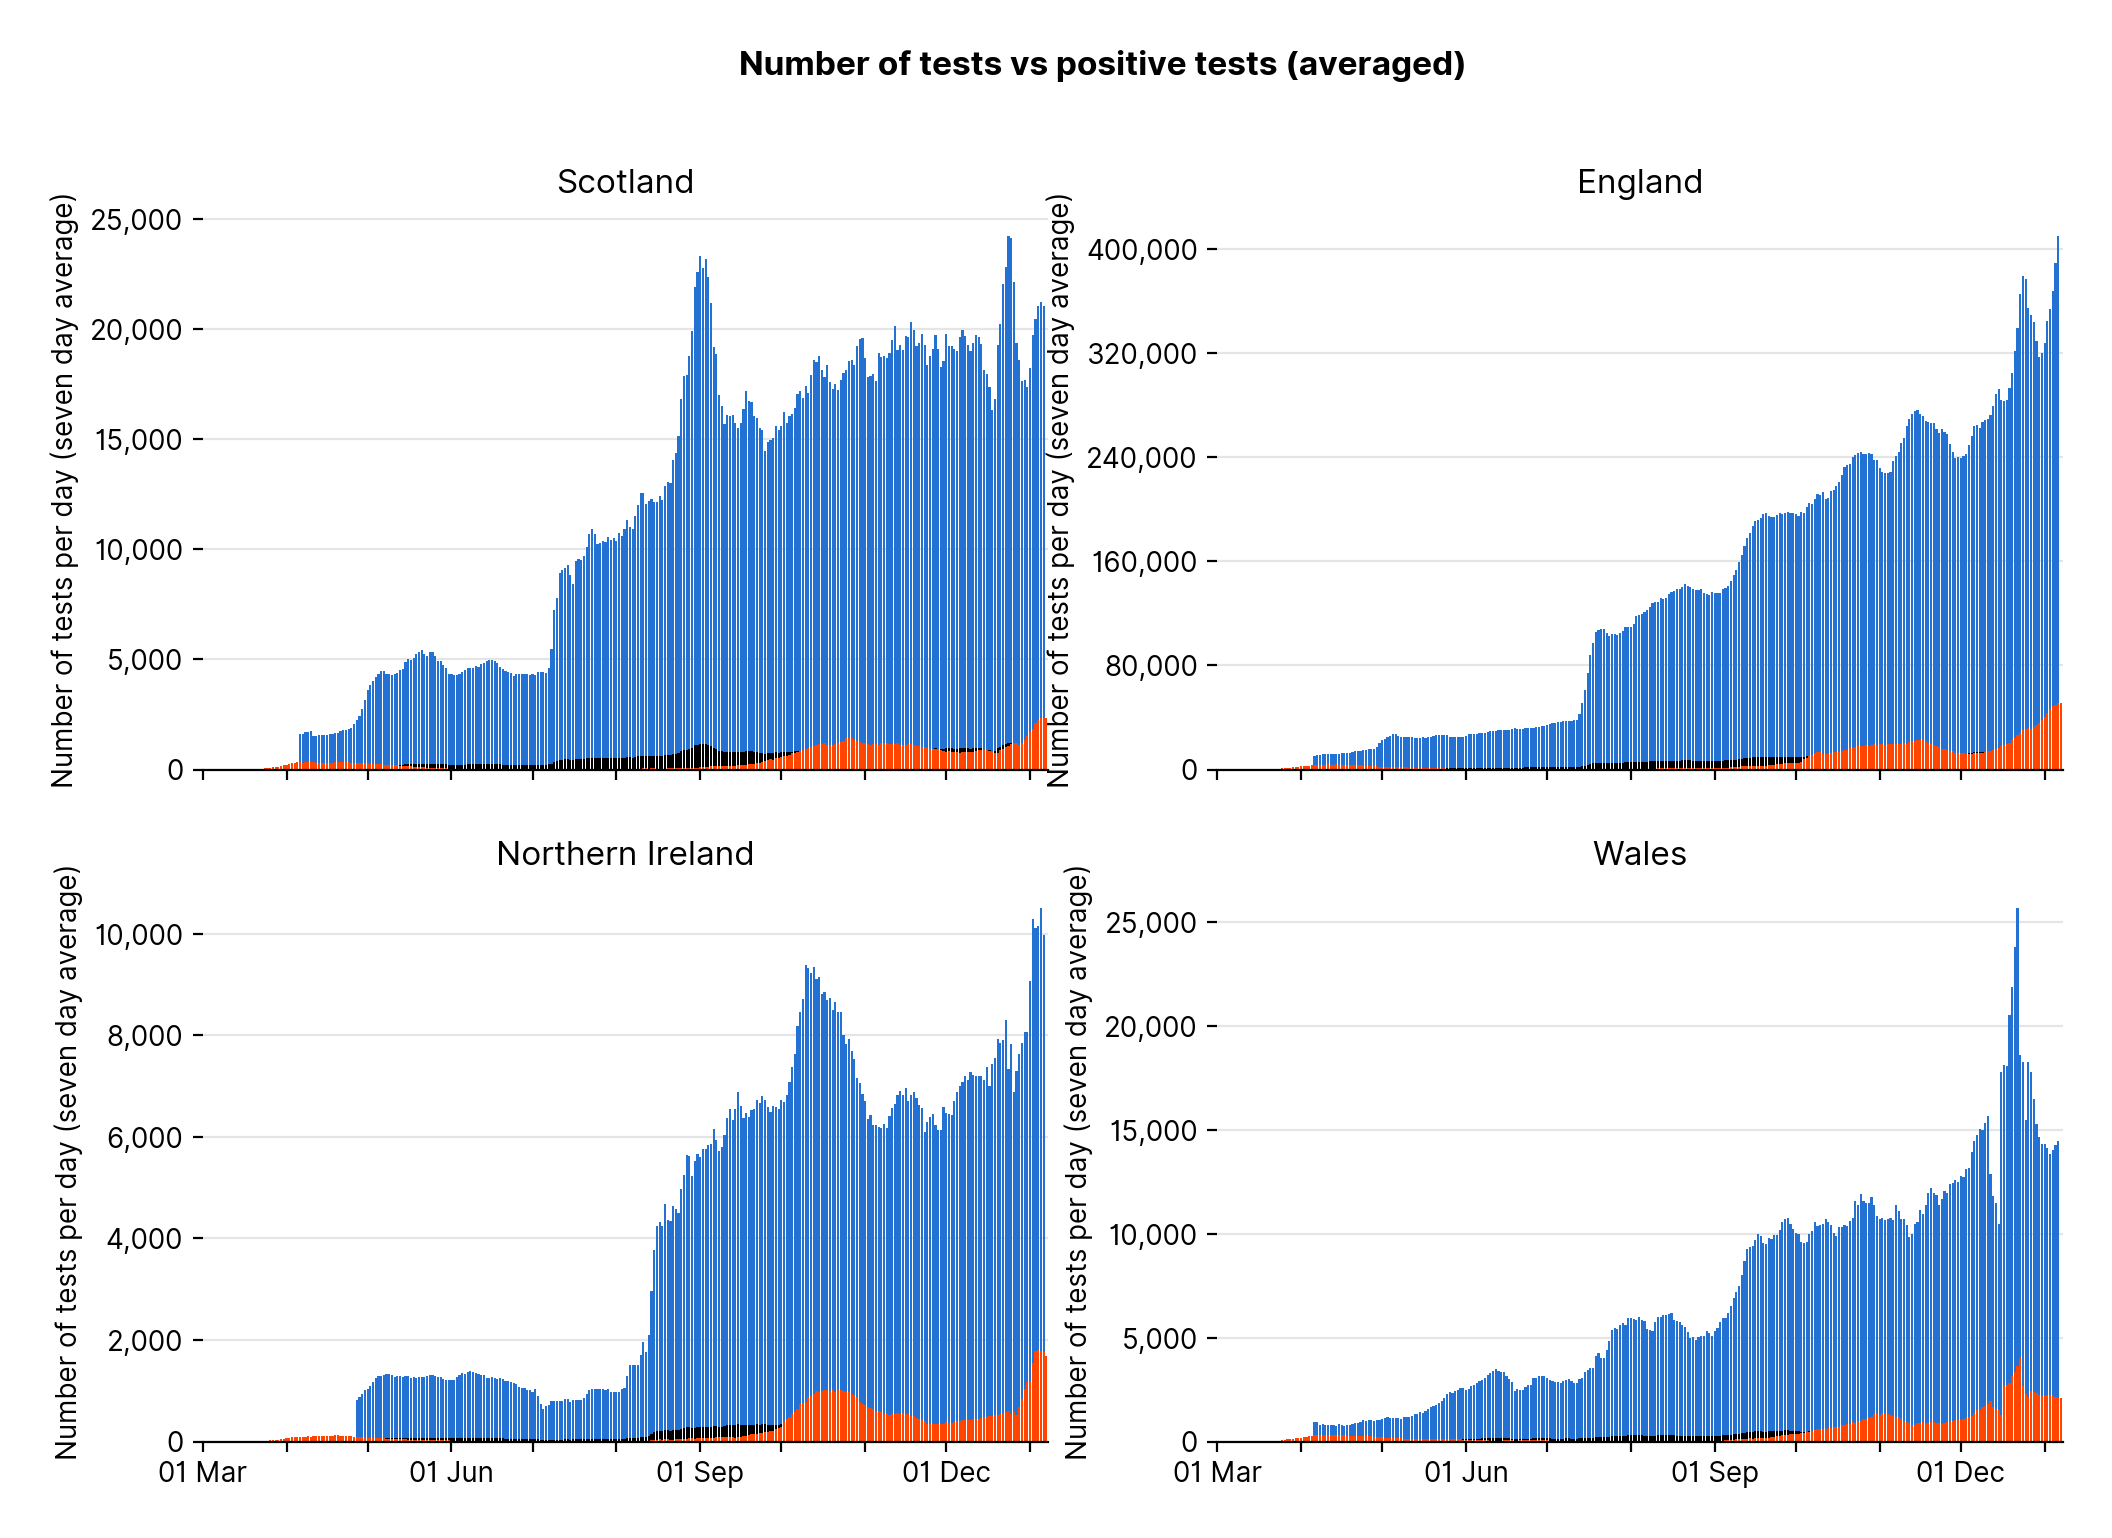 Number of tests vs positive tests (averaged)
Scotland
Number of tests per day (seven day average)
25,000
20,000
15,000
10,000
5,000
0
England
Number of tests per day (seven day average)
400,000
320,000
240,000
160,000
80,000
0
Northern Ireland
Number of tests per day (seven day average)
10,000
8,000
6,000
4,000
2,000
0
01 Mar 01 Jun 01 Sep 01 Dec
Wales
Number of tests per day (seven day average)
25,000
20,000
15,000
10,000
5,000
0
01 Mar 01 Jun 01 Sep 01 Dec